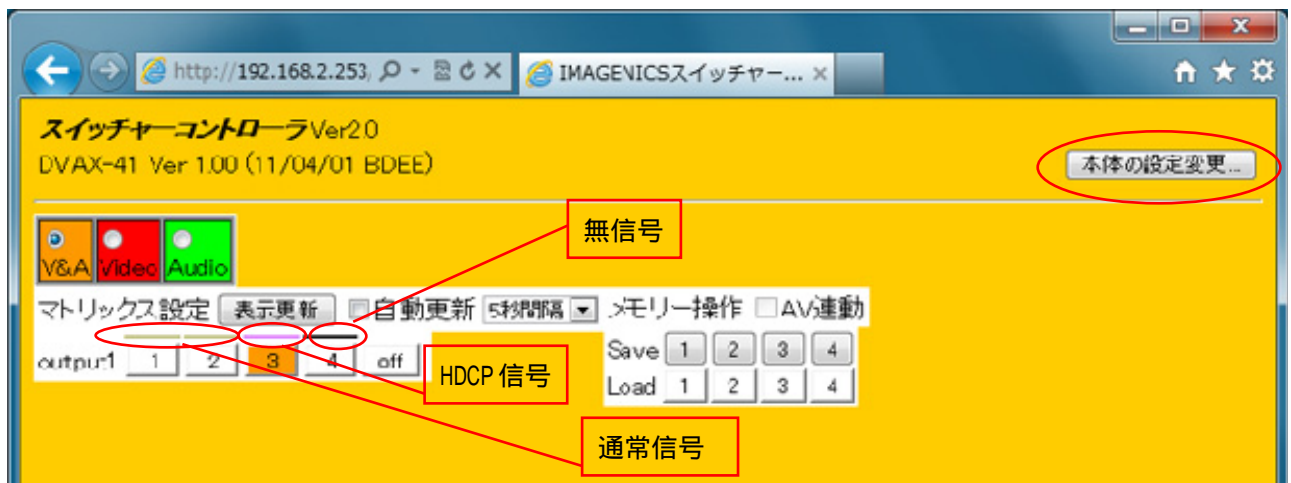 http://192.168.2.253, IMAGENICSスイッチャー... ×
スイッチャーコントローラVer2.0
DVAX-41 Ver 1.00 (11/04/01 BDEE)
本体の設定変更...
無信号
V&A Video Audio
マトリックス設定 表示更新 自動更新 5秒間隔 メモリー操作 AV連動
output1 1 2 3 4 off
Save 1 2 3 4
HDCP信号
Load 1 2 3 4
通常信号